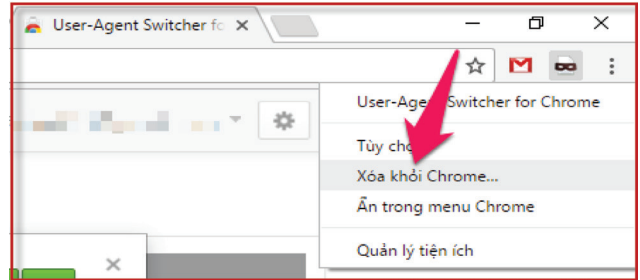 User-Agent Switcher fo
User-Agent Switcher for Chrome
Tùy chọ
Xóa khỏi Chrome...
Ẩn trong menu Chrome
Quản lý tiện ích